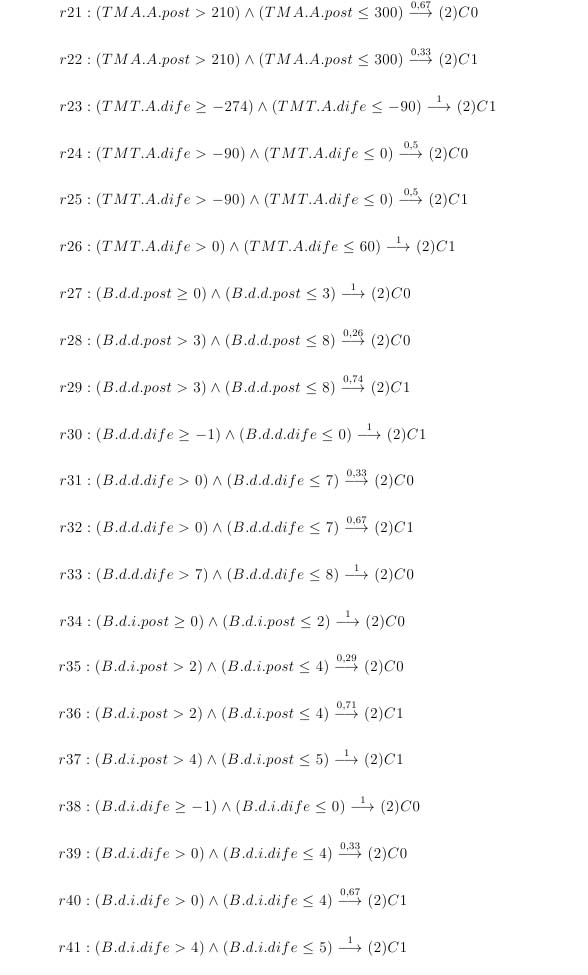 r21 : (TMA.A.post > 210) ∧ (TMA.A.post ≤ 300) 0,67⟶ (2)C0
r22 : (TMA.A.post > 210) ∧ (TMA.A.post ≤ 300) 0,33⟶ (2)C1
r23 : (TMT.A.dife ≥ −274) ∧ (TMT.A.dife ≤ −90) 1⟶ (2)C1
r24 : (TMT.A.dife > −90) ∧ (TMT.A.dife ≤ 0) 0,5⟶ (2)C0
r25 : (TMT.A.dife > −90) ∧ (TMT.A.dife ≤ 0) 0,5⟶ (2)C1
r26 : (TMT.A.dife > 0) ∧ (TMT.A.dife ≤ 60) 1⟶ (2)C1
r27 : (B.d.d.post ≥ 0) ∧ (B.d.d.post ≤ 3) 1⟶ (2)C0
r28 : (B.d.d.post > 3) ∧ (B.d.d.post ≤ 8) 0,26⟶ (2)C0
r29 : (B.d.d.post > 3) ∧ (B.d.d.post ≤ 8) 0,74⟶ (2)C1
r30 : (B.d.d.dife ≥ −1) ∧ (B.d.d.dife ≤ 0) 1⟶ (2)C1
r31 : (B.d.d.dife > 0) ∧ (B.d.d.dife ≤ 7) 0,33⟶ (2)C0
r32 : (B.d.d.dife > 0) ∧ (B.d.d.dife ≤ 7) 0,67⟶ (2)C1
r33 : (B.d.d.dife > 7) ∧ (B.d.d.dife ≤ 8) 1⟶ (2)C0
r34 : (B.d.i.post ≥ 0) ∧ (B.d.i.post ≤ 2) 1⟶ (2)C0
r35 : (B.d.i.post > 2) ∧ (B.d.i.post ≤ 4) 0,29⟶ (2)C0
r36 : (B.d.i.post > 2) ∧ (B.d.i.post ≤ 4) 0,71⟶ (2)C1
r37 : (B.d.i.post > 4) ∧ (B.d.i.post ≤ 5) 1⟶ (2)C1
r38 : (B.d.i.dife ≥ −1) ∧ (B.d.i.dife ≤ 0) 1⟶ (2)C0
r39 : (B.d.i.dife > 0) ∧ (B.d.i.dife ≤ 4) 0,33⟶ (2)C0
r40 : (B.d.i.dife > 0) ∧ (B.d.i.dife ≤ 4) 0,67⟶ (2)C1
r41 : (B.d.i.dife > 4) ∧ (B.d.i.dife ≤ 5) 1⟶ (2)C1